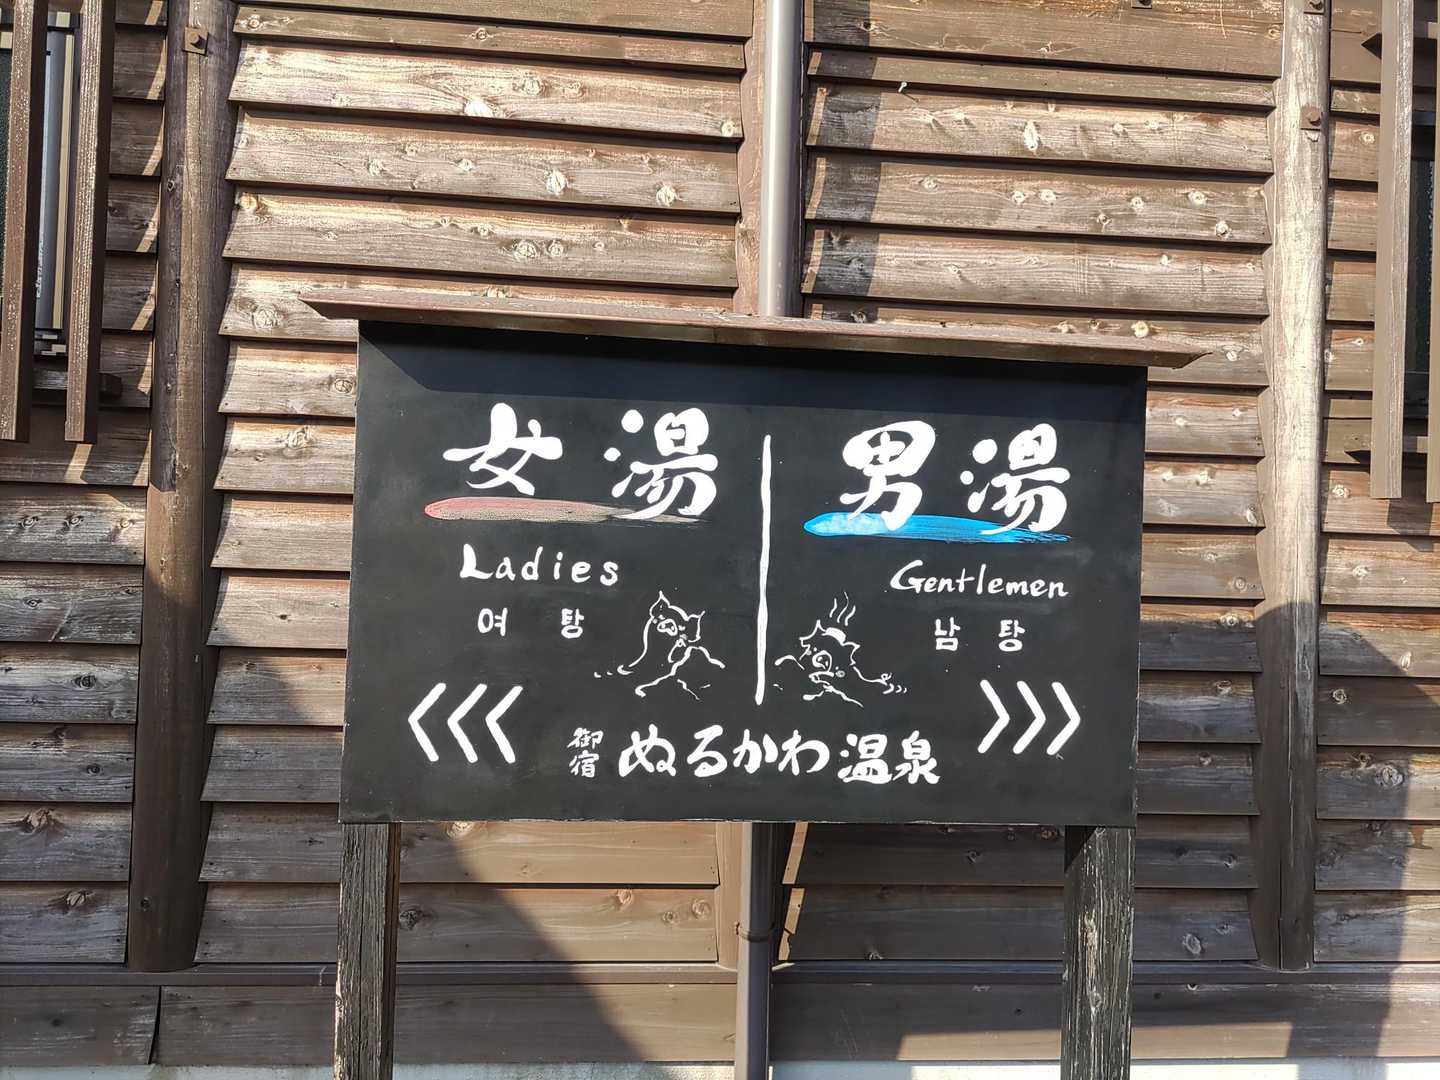 女湯
Ladies
여탕
男湯
Gentlemen
남탕
御宿 ぬるかわ温泉